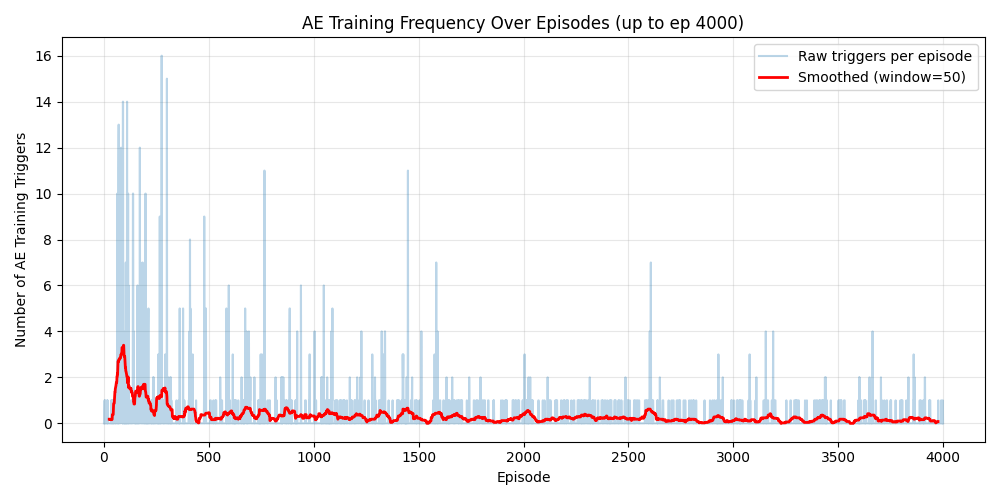 AE Training Frequency Over Episodes (up to ep 4000)
Raw triggers per episode
Smoothed (window=50)
Number of AE Training Triggers
16
14
12
10
8
6
4
2
0
0 500 1000 1500 2000 2500 3000 3500 4000
Episode